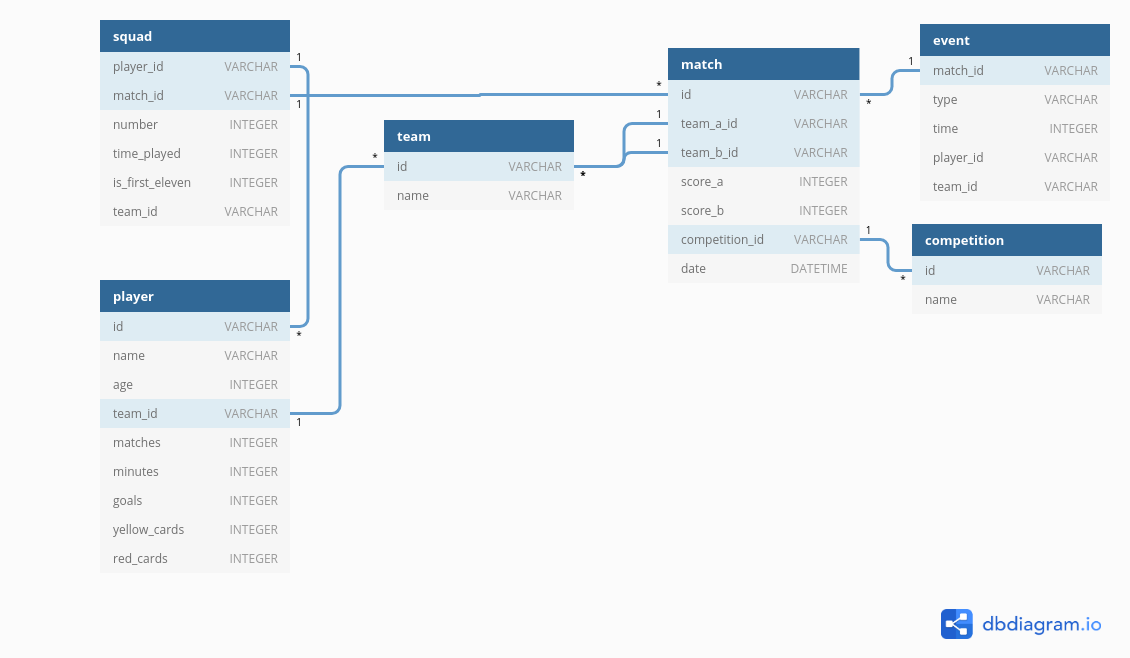 squad
player_id VARCHAR
match_id VARCHAR
number INTEGER
time_played INTEGER
is_first_eleven INTEGER
team_id VARCHAR
1
1
player
id VARCHAR
name VARCHAR
age INTEGER
team_id VARCHAR
matches INTEGER
minutes INTEGER
goals INTEGER
yellow_cards INTEGER
red_cards INTEGER
*
1
team
id VARCHAR
name VARCHAR
*
*
match
id VARCHAR
team_a_id VARCHAR
team_b_id VARCHAR
score_a INTEGER
score_b INTEGER
competition_id VARCHAR
date DATETIME
*
1
1
*
1
event
match_id VARCHAR
type VARCHAR
time INTEGER
player_id VARCHAR
team_id VARCHAR
1
competition
id VARCHAR
name VARCHAR
*
dbdiagram.io